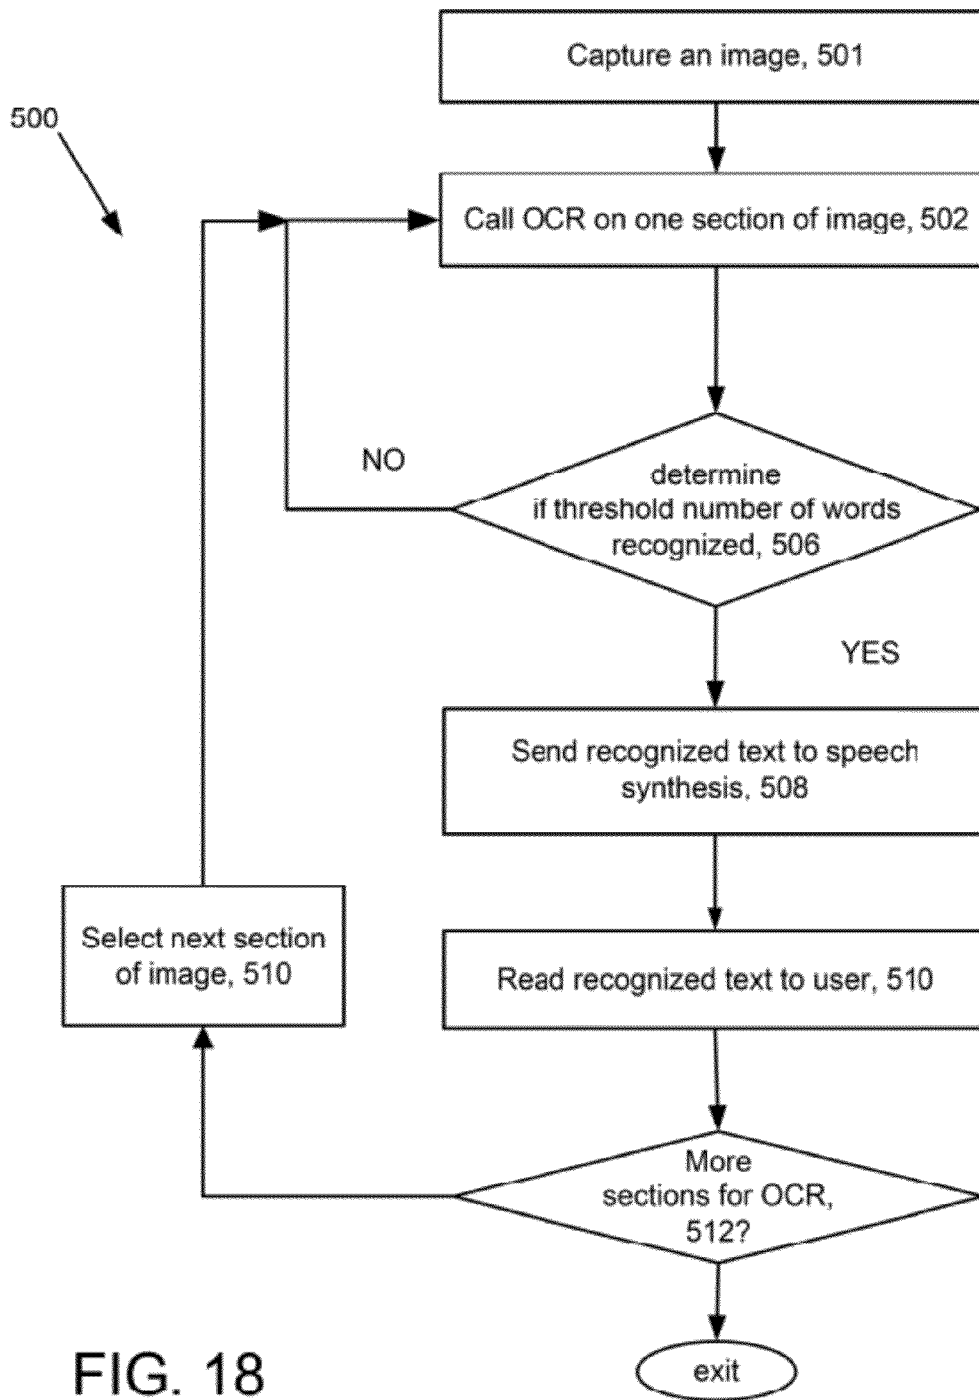 Capture an image, 501
500
Call OCR on one section of image, 502
NO
determine
if threshold number of words
recognized, 506
YES
Send recognized text to speech
synthesis, 508
Select next section
of image, 510
Read recognized text to user, 510
More
sections for OCR,
512?
exit
FIG. 18